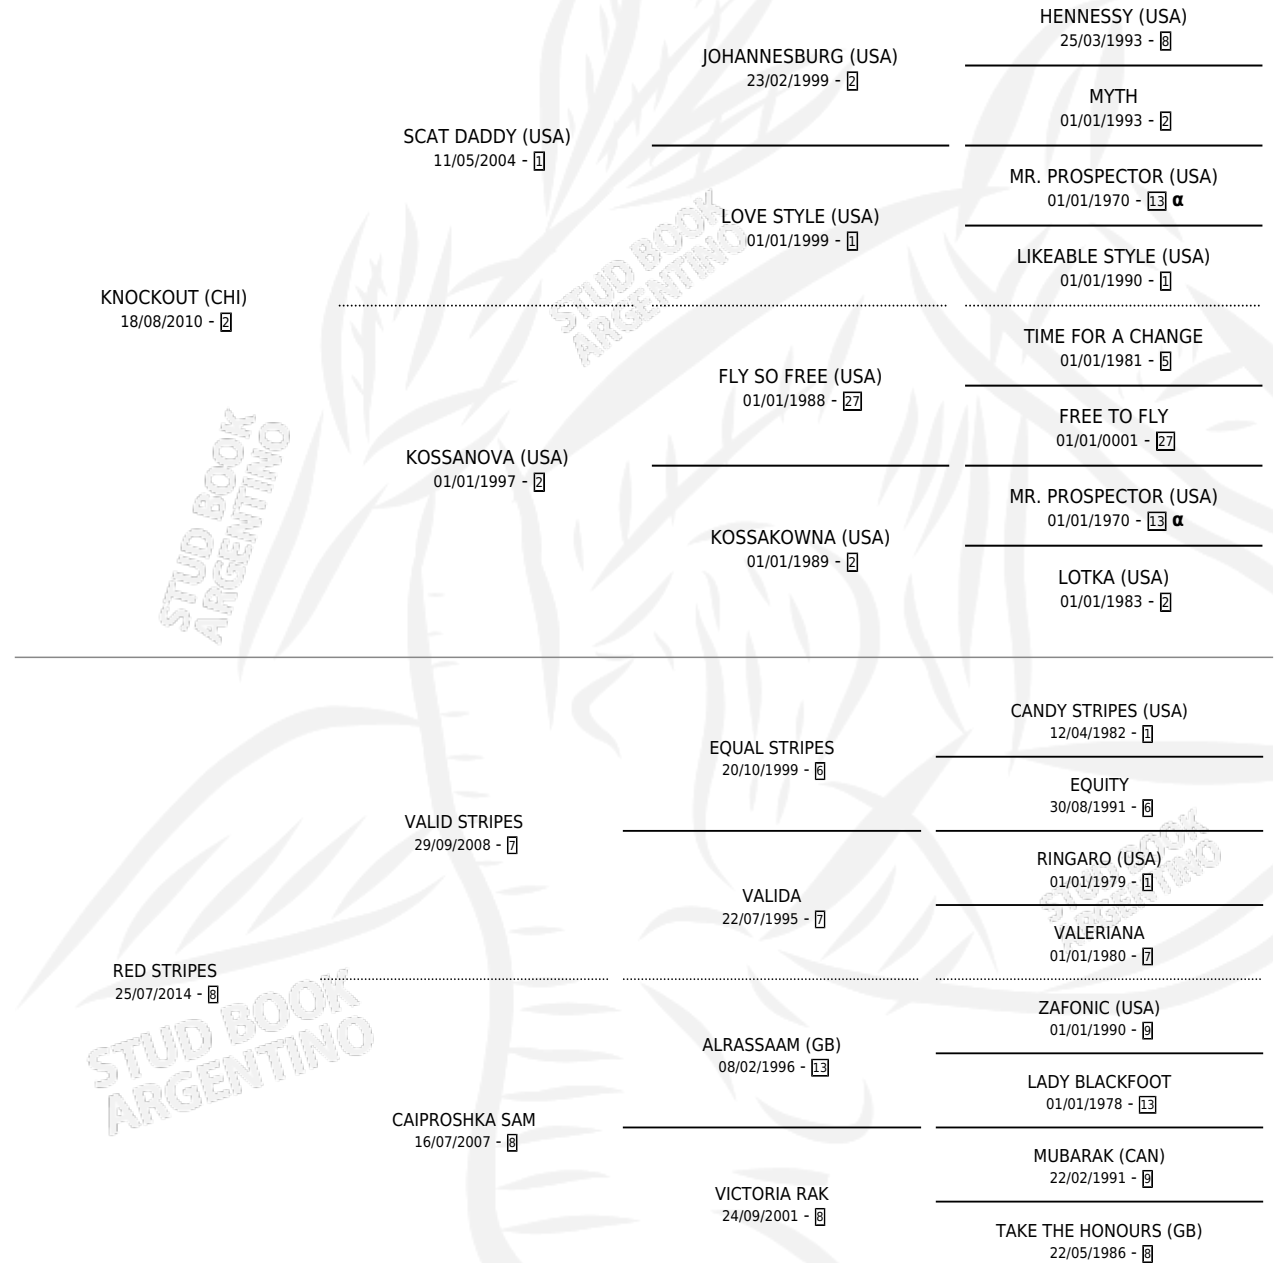 HENNESSY (USA)
25/03/1993 - 8
JOHANNESBURG (USA)
23/02/1999 - 2
MYTH
01/01/1993 - 2
SCAT DADDY (USA)
11/05/2004 - 1
MR. PROSPECTOR (USA)
01/01/1970 - 13 α
LOVE STYLE (USA)
01/01/1999 - 1
LIKEABLE STYLE (USA)
01/01/1990 - 1
KNOCKOUT (CHI)
18/08/2010 - 2
TIME FOR A CHANGE
01/01/1981 - 5
FLY SO FREE (USA)
01/01/1988 - 27
FREE TO FLY
01/01/0001 - 27
KOSSANOVA (USA)
01/01/1997 - 2
MR. PROSPECTOR (USA)
01/01/1970 - 13 α
KOSSAKOWNA (USA)
01/01/1989 - 2
LOTKA (USA)
01/01/1983 - 2
CANDY STRIPES (USA)
12/04/1982 - 1
EQUAL STRIPES
20/10/1999 - 6
EQUITY
30/08/1991 - 6
VALID STRIPES
29/09/2008 - 7
RINGARO (USA)
01/01/1979 - 1
VALIDA
22/07/1995 - 7
VALERIANA
01/01/1980 - 7
RED STRIPES
25/07/2014 - 8
ZAFONIC (USA)
01/01/1990 - 9
ALRASSAAM (GB)
08/02/1996 - 13
LADY BLACKFOOT
01/01/1978 - 13
CAIPROSHKA SAM
16/07/2007 - 8
MUBARAK (CAN)
22/02/1991 - 9
VICTORIA RAK
24/09/2001 - 8
TAKE THE HONOURS (GB)
22/05/1986 - 8
STUD BOOK
ARGENTINO
STUD BOOK
ARGENTINO
STUD BOOK
ARGENTINO
STUD BOOK
ARGENTINO